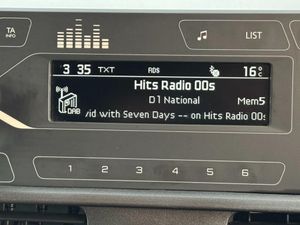 TA
INFO
LIST
3 35 TXT RDS 16°C
Hits Radio 00s
D1 National Mem5
DAB
vid with Seven Days -- on Hits Radio 00s
1 2 3 4 5 6